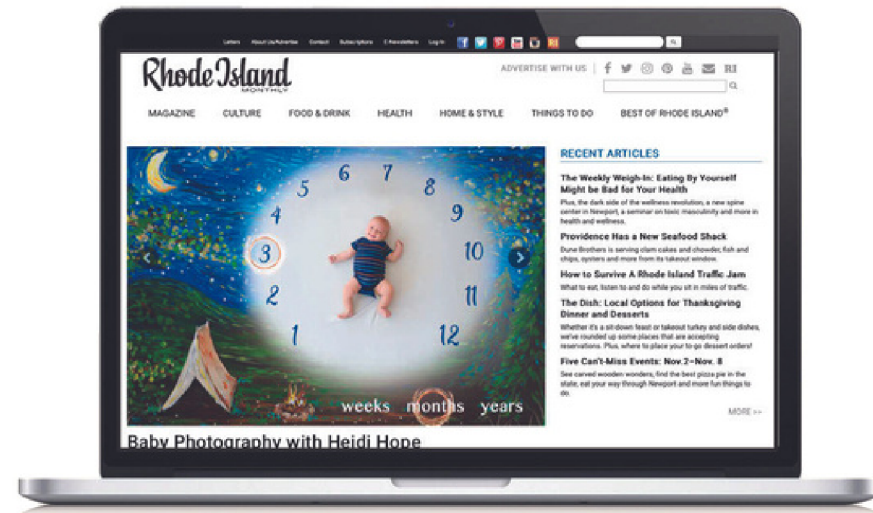 Letters About Us/Advertise Contact Subscriptions E-Newsletters Log In
Rhode Island
MONTHLY
ADVERTISE WITH US
RI
MAGAZINE CULTURE FOOD & DRINK HEALTH HOME & STYLE THINGS TO DO BEST OF RHODE ISLAND®
1
2
3
4
5
6
7
8
9
10
11
12
weeks months years
Baby Photography with Heidi Hope
RECENT ARTICLES
The Weekly Weigh-In: Eating By Yourself
Might be Bad for Your Health
Plus, the dark side of the wellness revolution, a new spine
center in Newport, a seminar on toxic masculinity and more in
health and wellness.
Providence Has a New Seafood Shack
Dune Brothers is serving clam cakes and chowder, fish and
chips, oysters and more from its takeout window.
How to Survive A Rhode Island Traffic Jam
What to eat, listen to and do while you sit in miles of traffic.
The Dish: Local Options for Thanksgiving
Dinner and Desserts
Whether it's a sit-down feast or takeout turkey and side dishes,
we've rounded up some places that are accepting
reservations. Plus, where to place your to-go dessert orders!
Five Can't-Miss Events: Nov.2–Nov. 8
See carved wooden wonders, find the best pizza pie in the
state, eat your way through Newport and more fun things to
do.
MORE >>